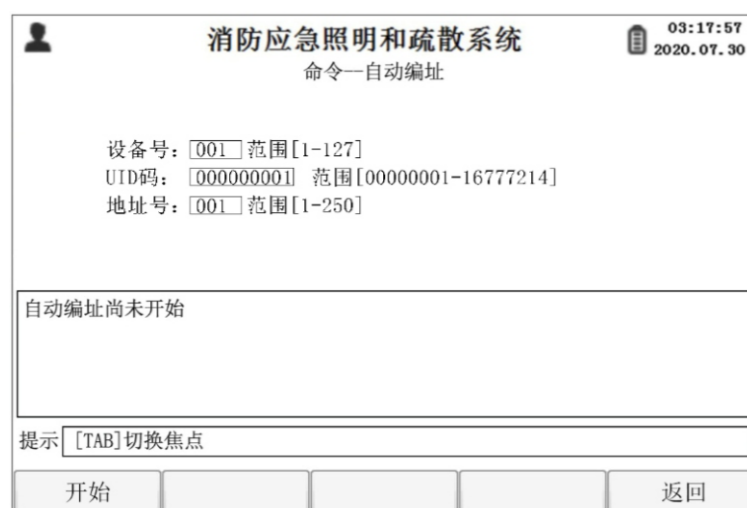 消防应急照明和疏散系统
03:17:57
2020.07.30
命令--自动编址
设备号: 001 范围[1-127]
UID码: 000000001 范围[00000001-16777214]
地址号: 001 范围[1-250]
自动编址尚未开始
提示 [TAB]切换焦点
开始 返回